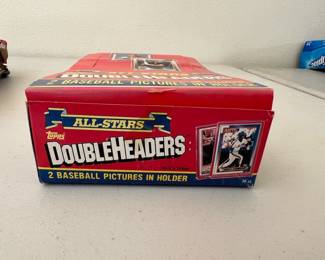 DOUBLEHEADERS
2 BASEBALL PICTURES IN HOLDER
ALL-STARS
Topps
DOUBLEHEADERS
2 BASEBALL PICTURES IN HOLDER